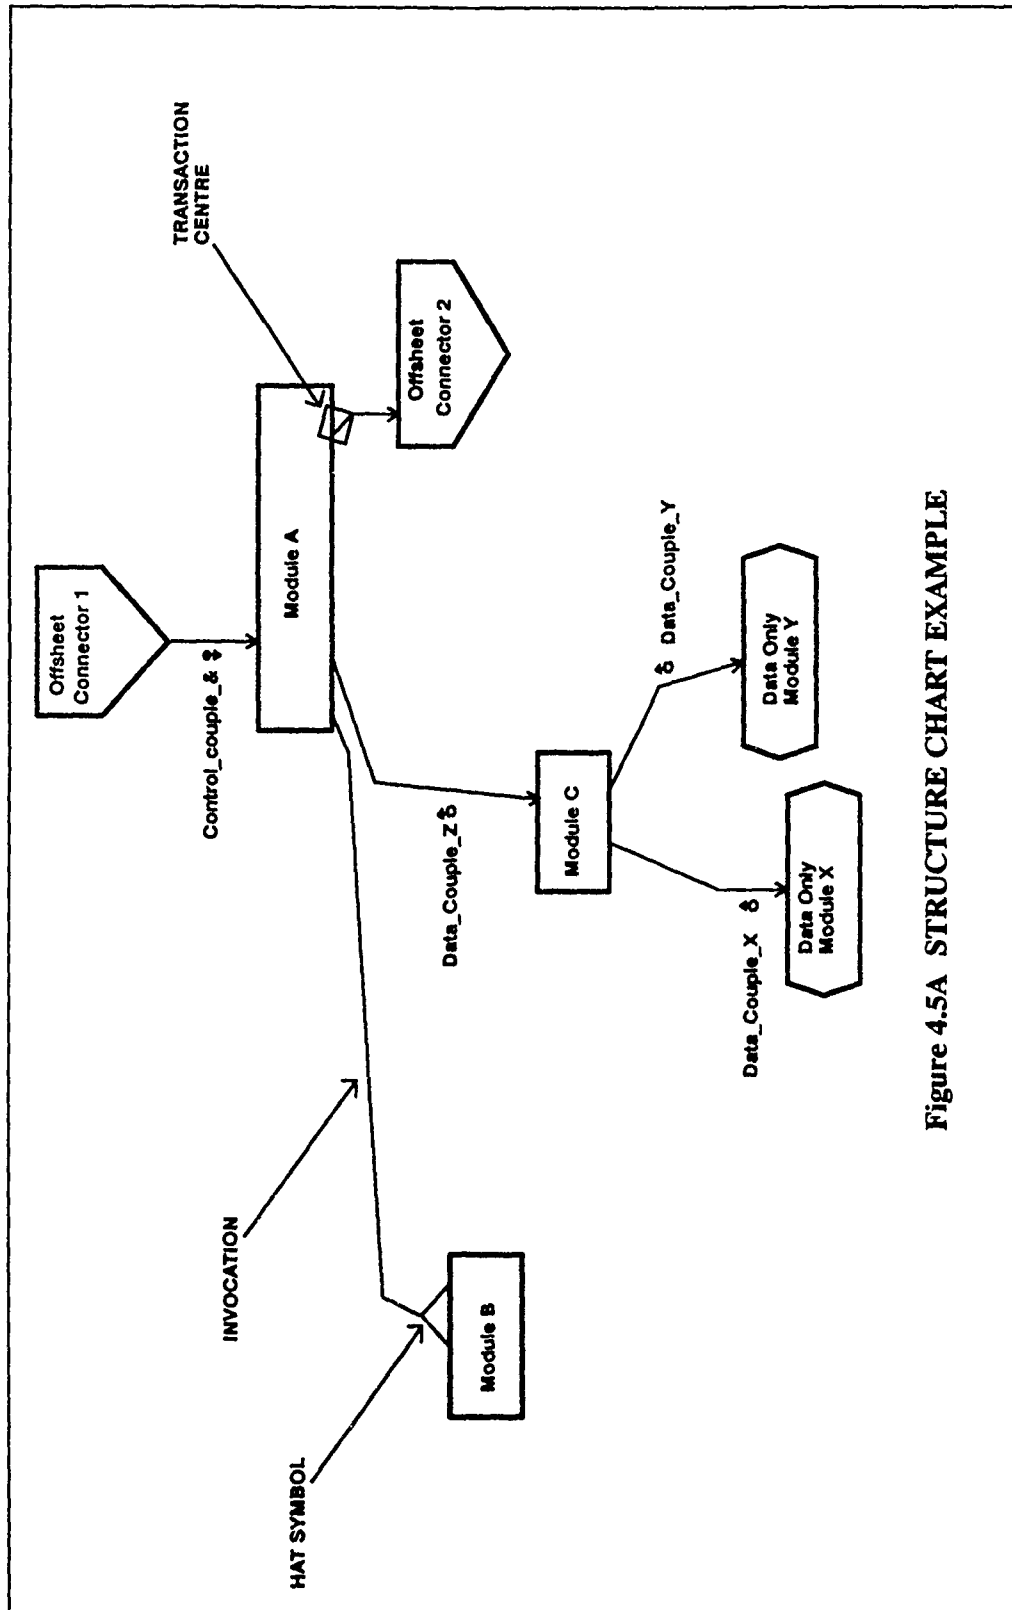 Offsheet
Connector 1
TRANSACTION
CENTRE
Control_couple_&
INVOCATION
Module A
HAT SYMBOL
Offsheet
Connector 2
Data_Couple_Z
Module B
Module C
Data_Couple_Y
Data_Couple_X
Data Only
Module Y
Data Only
Module X
Figure 4.5A STRUCTURE CHART EXAMPLE